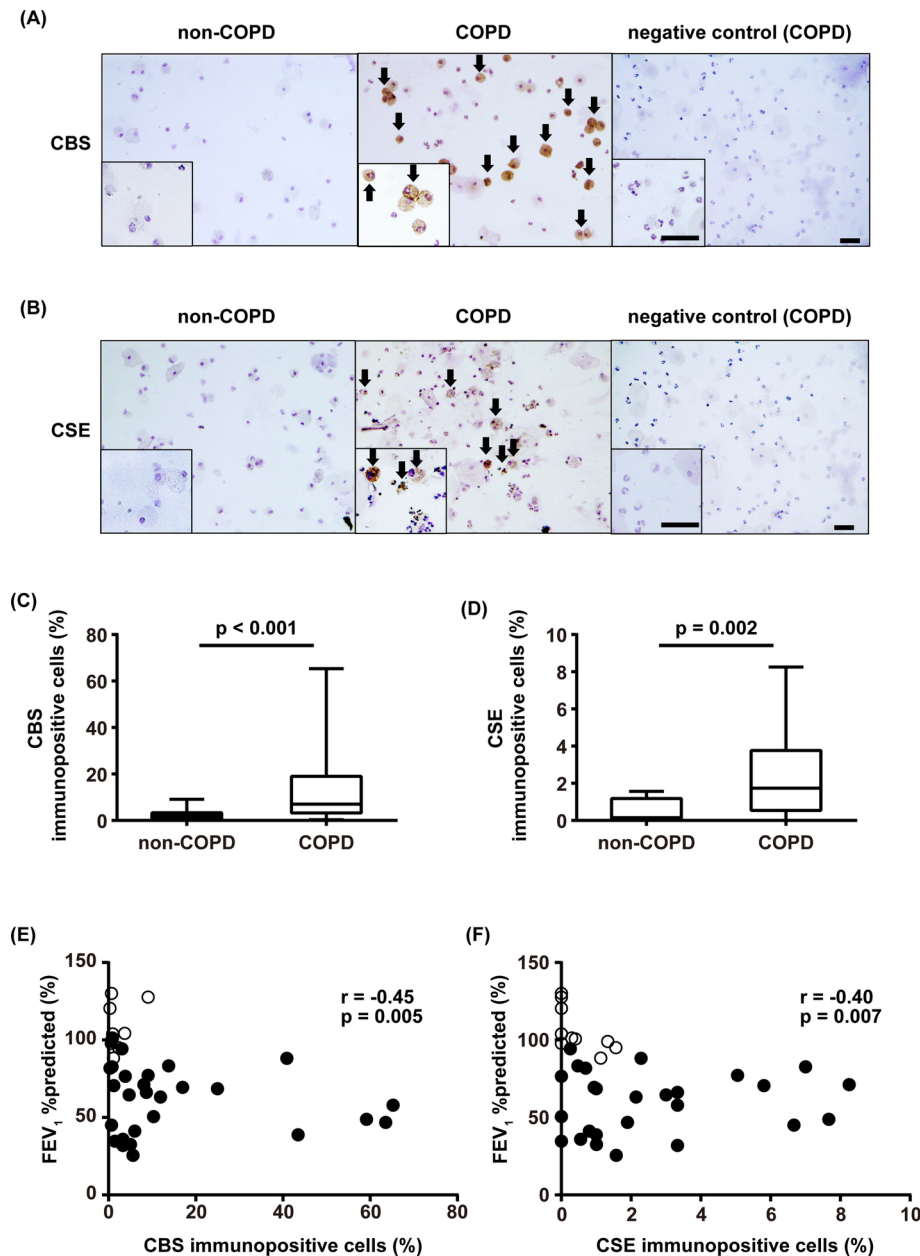 (A)
non-COPD COPD negative control (COPD)
CBS
(B)
non-COPD COPD negative control (COPD)
CSE
(C)
CBS
immunopositive cells (%)
80
60
40
20
0
p < 0.001
non-COPD COPD
(D)
CSE
immunopositive cells (%)
10
8
6
4
2
0
p = 0.002
non-COPD COPD
(E)
FEV1 %predicted (%)
150
100
50
0
r = -0.45
p = 0.005
0 20 40 60 80
CBS immunopositive cells (%)
(F)
FEV1 %predicted (%)
150
100
50
0
r = -0.40
p = 0.007
0 2 4 6 8 10
CSE immunopositive cells (%)